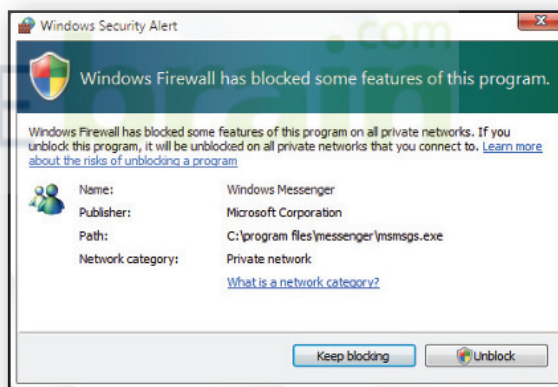 Windows Security Alert
Windows Firewall has blocked some features of this program.
Windows Firewall has blocked some features of this program on all private networks. If you
unblock this program, it will be unblocked on all private networks that you connect to. Learn more
about the risks of unblocking a program
Name: Windows Messenger
Publisher: Microsoft Corporation
Path: C:\program files\messenger\msmsgs.exe
Network category: Private network
What is a network category?
Keep blocking Unblock
.com
Ebrain